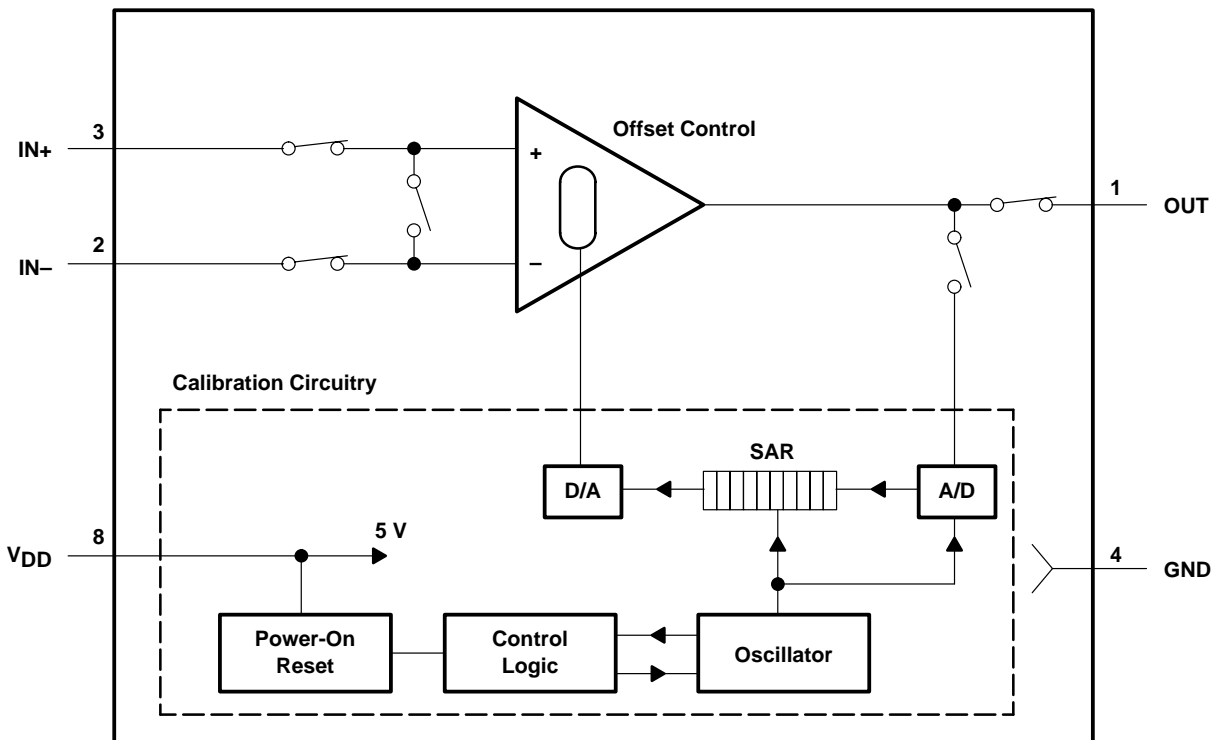 Offset Control
3
IN+
+
1
OUT
2
IN–
–
Calibration Circuitry
SAR
D/A
A/D
5 V
8
VDD
4
GND
Power-On
Reset
Control
Logic
Oscillator